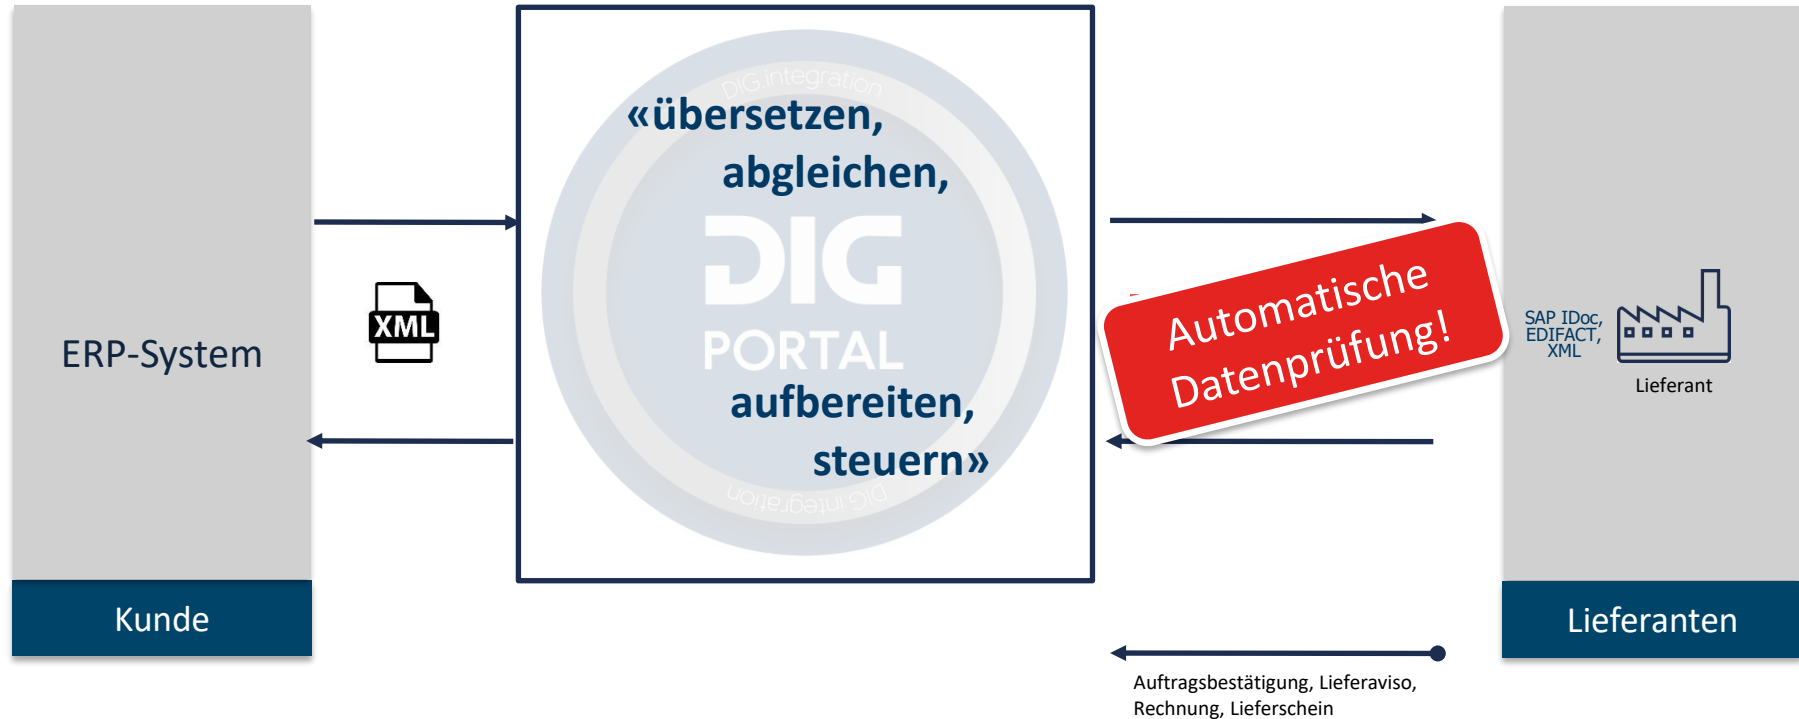 ERP-System
Kunde
XML
DIG.integration
«übersetzen,
abgleichen,
DIG
PORTAL
aufbereiten,
steuern»
DIG.integration
Automatische
Datenprüfung!
SAP IDoc,
EDIFACT,
XML
Lieferant
Lieferanten
Auftragsbestätigung, Lieferaviso,
Rechnung, Lieferschein